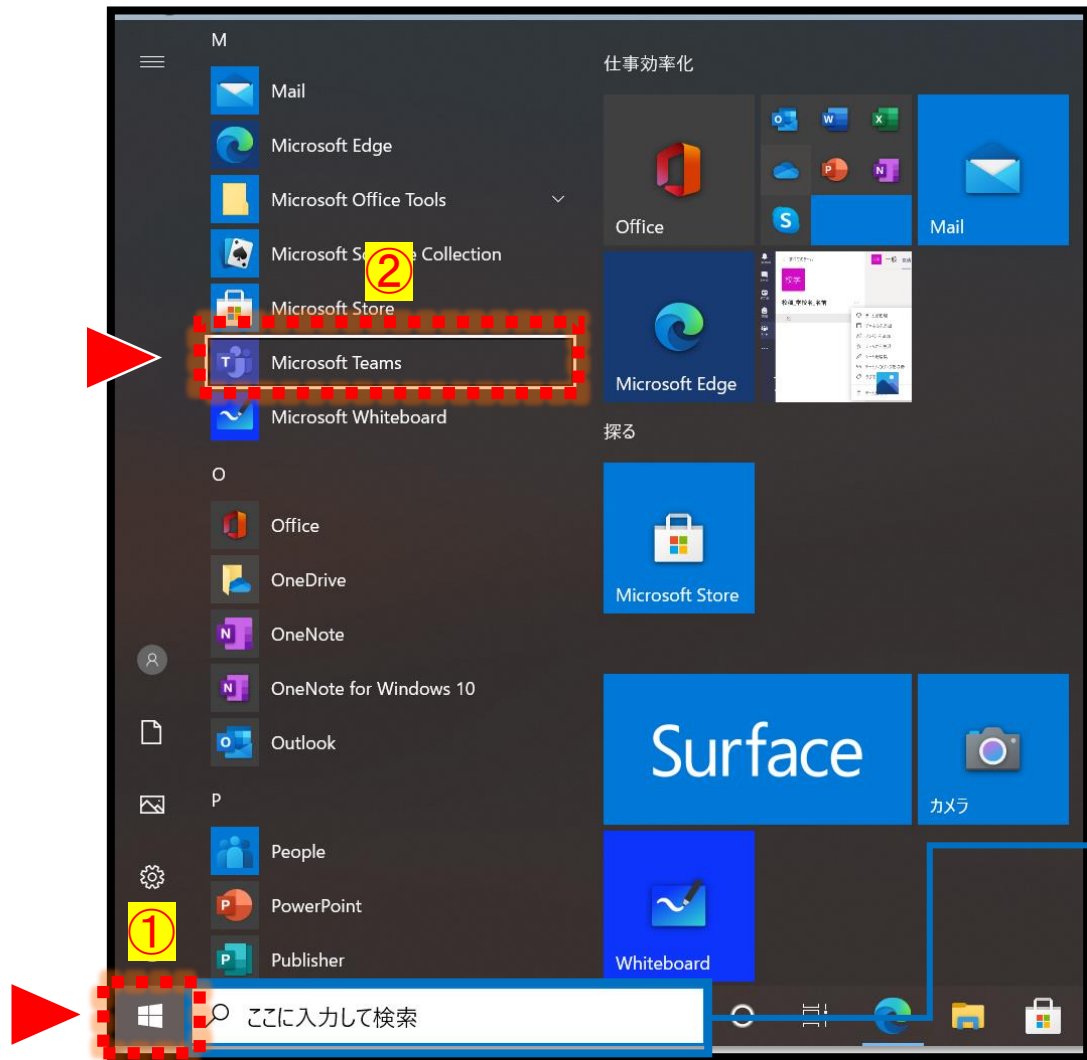 M
Mail
Microsoft Edge
Microsoft Office Tools
②
Microsoft Collection
Microsoft Store
Microsoft Teams
Microsoft Whiteboard
O
Office
OneDrive
OneNote
OneNote for Windows 10
Outlook
P
People
PowerPoint
Publisher
①
ここに入力して検索
仕事効率化
Office
Mail
Microsoft Edge
一般
探る
Microsoft Store
Surface
カメラ
Whiteboard